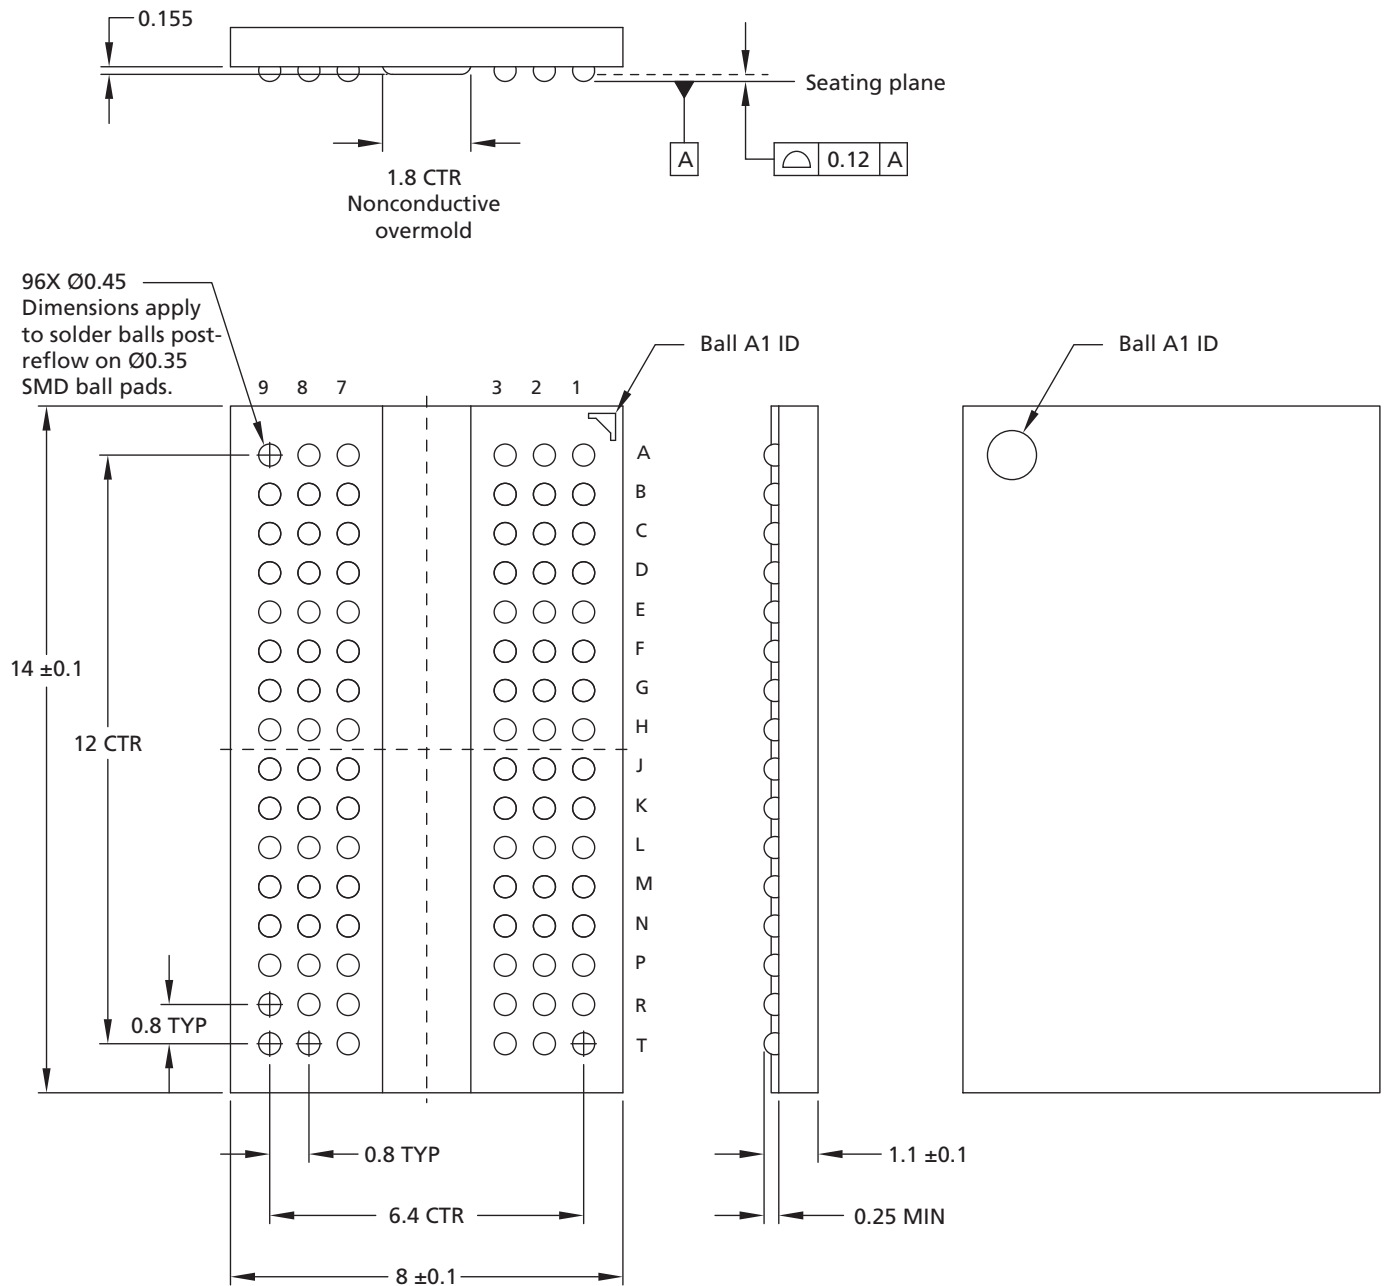 0.155
Seating plane
A
0.12 A
1.8 CTR
Nonconductive
overmold
96X Ø0.45
Dimensions apply
to solder balls post-
reflow on Ø0.35
SMD ball pads.
Ball A1 ID
Ball A1 ID
9 8 7 3 2 1
A
B
C
D
E
F
14 ±0.1
G
H
12 CTR
J
K
L
M
N
P
R
0.8 TYP
T
0.8 TYP
1.1 ±0.1
6.4 CTR
0.25 MIN
8 ±0.1